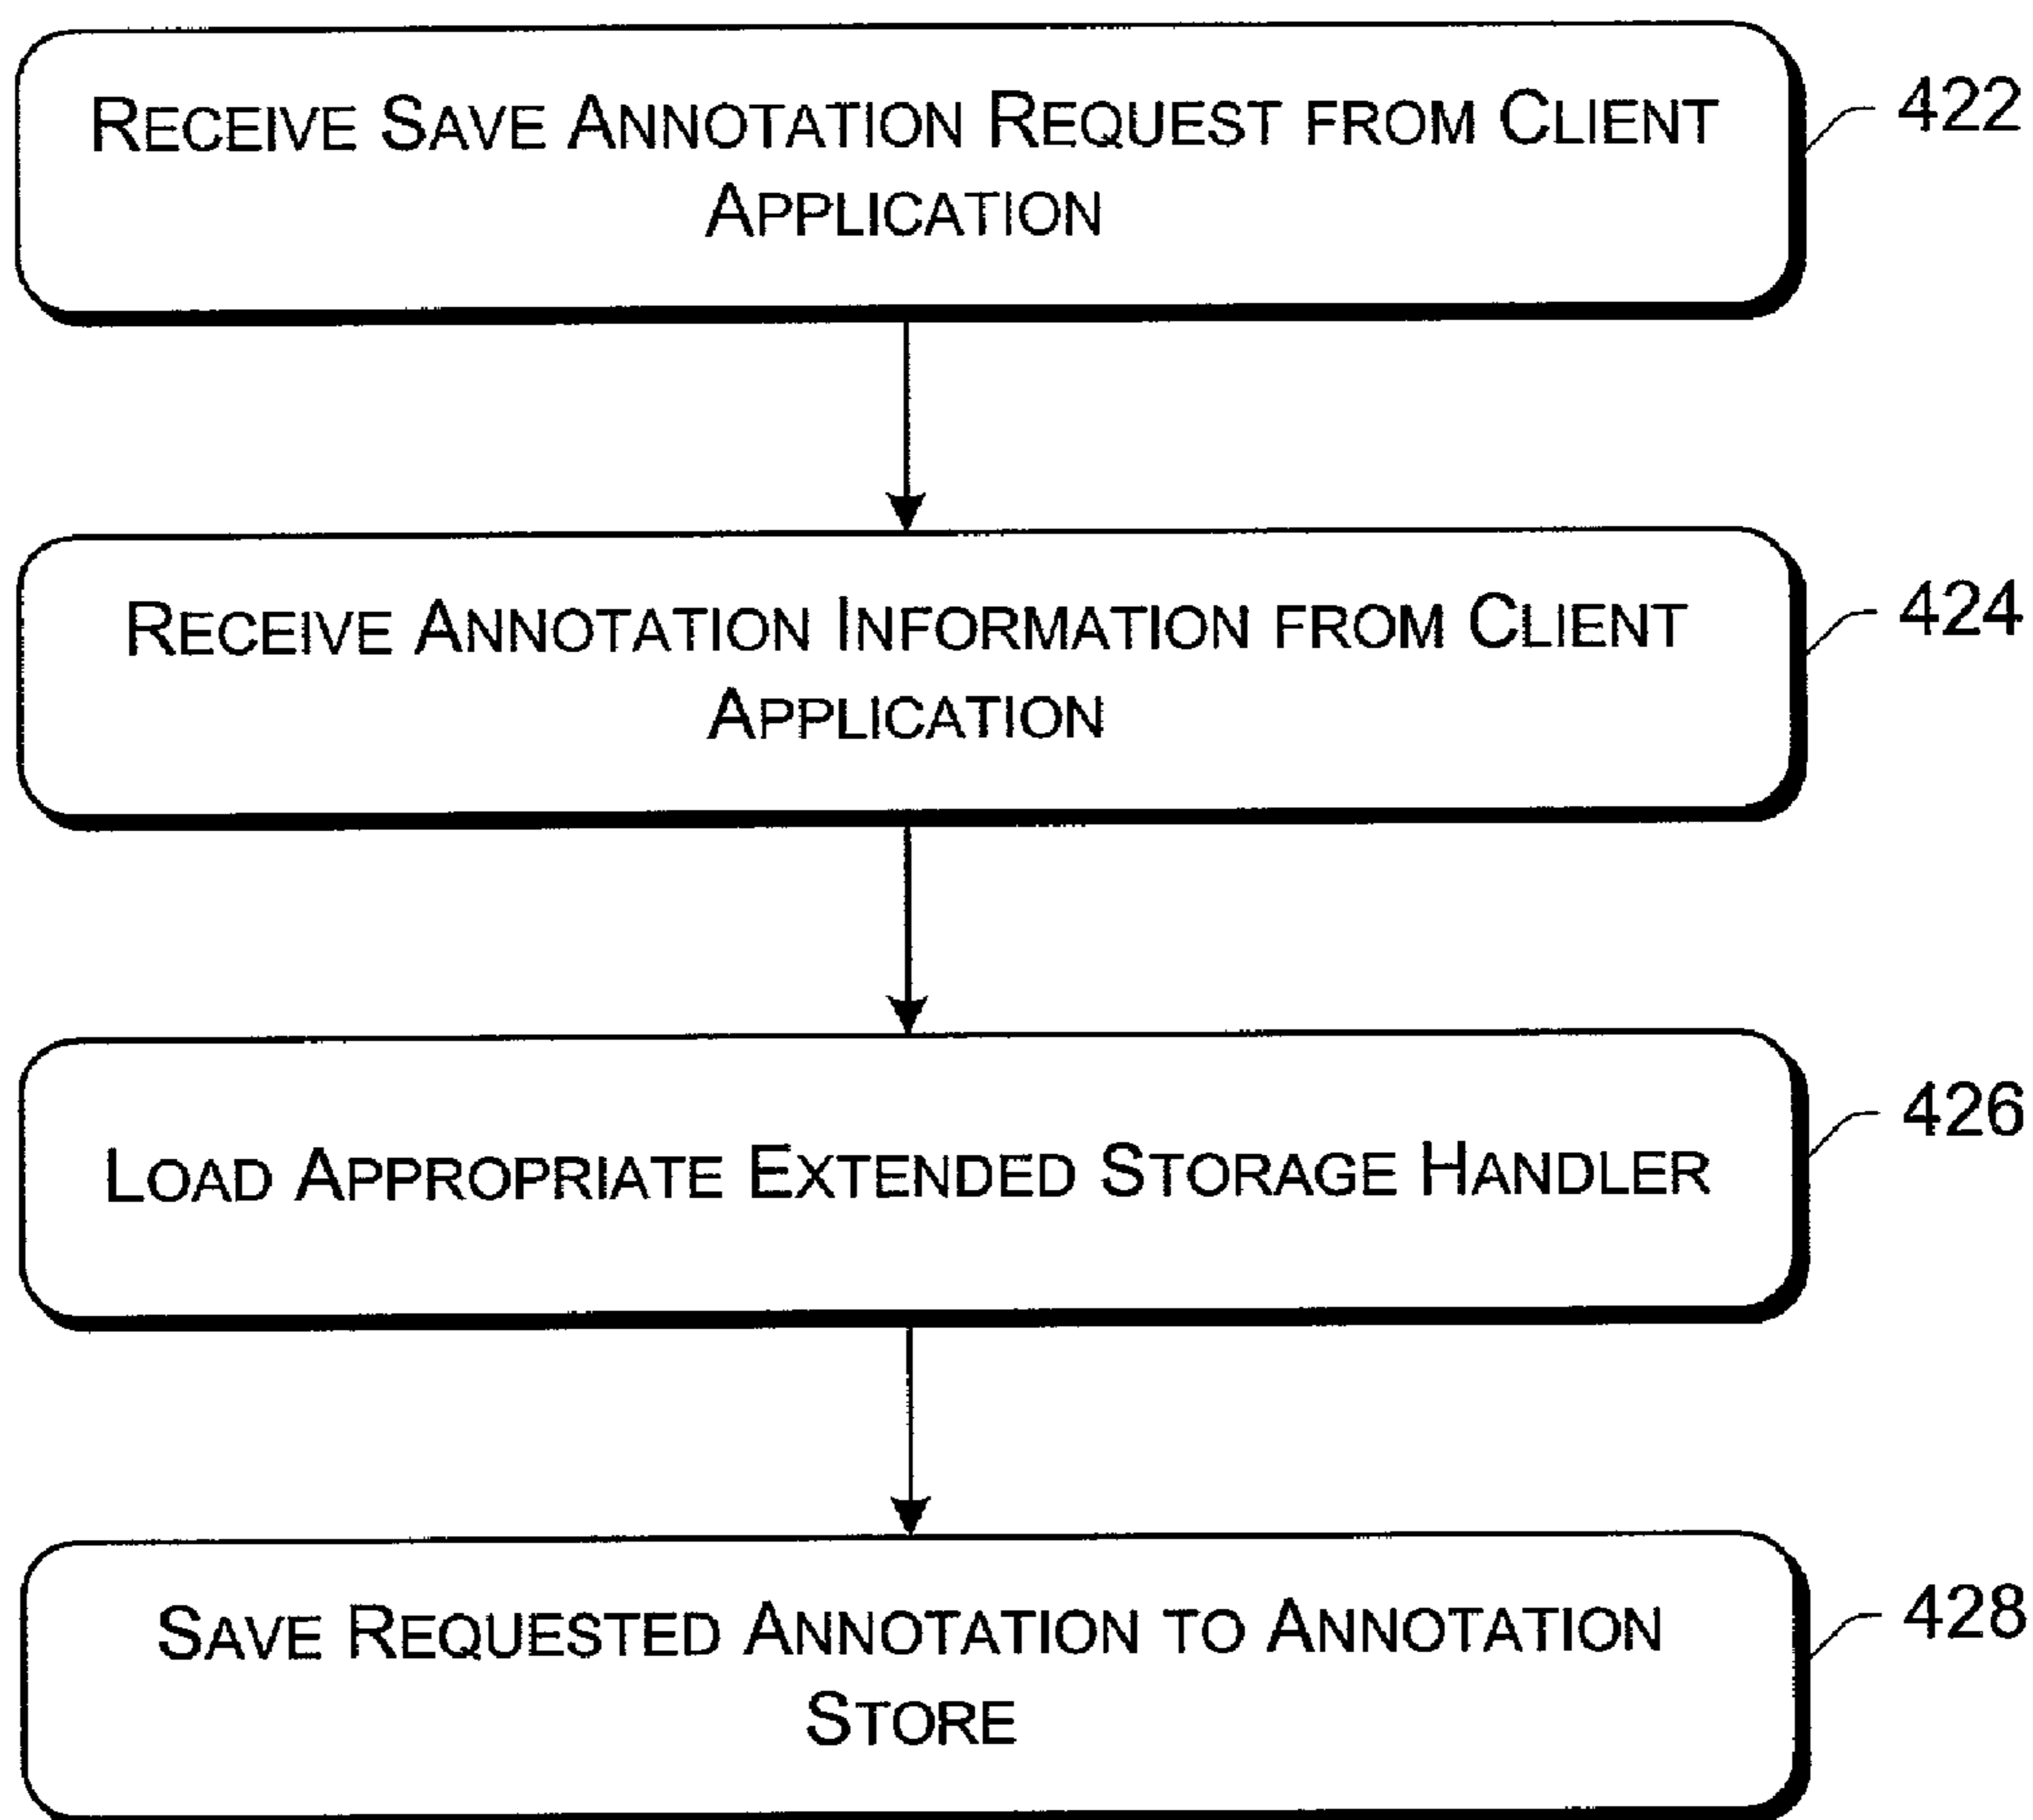 RECEIVE SAVE ANNOTATION REQUEST FROM CLIENT
APPLICATION
422
RECEIVE ANNOTATION INFORMATION FROM CLIENT
APPLICATION
424
LOAD APPROPRIATE EXTENDED STORAGE HANDLER
426
SAVE REQUESTED ANNOTATION TO ANNOTATION
STORE
428